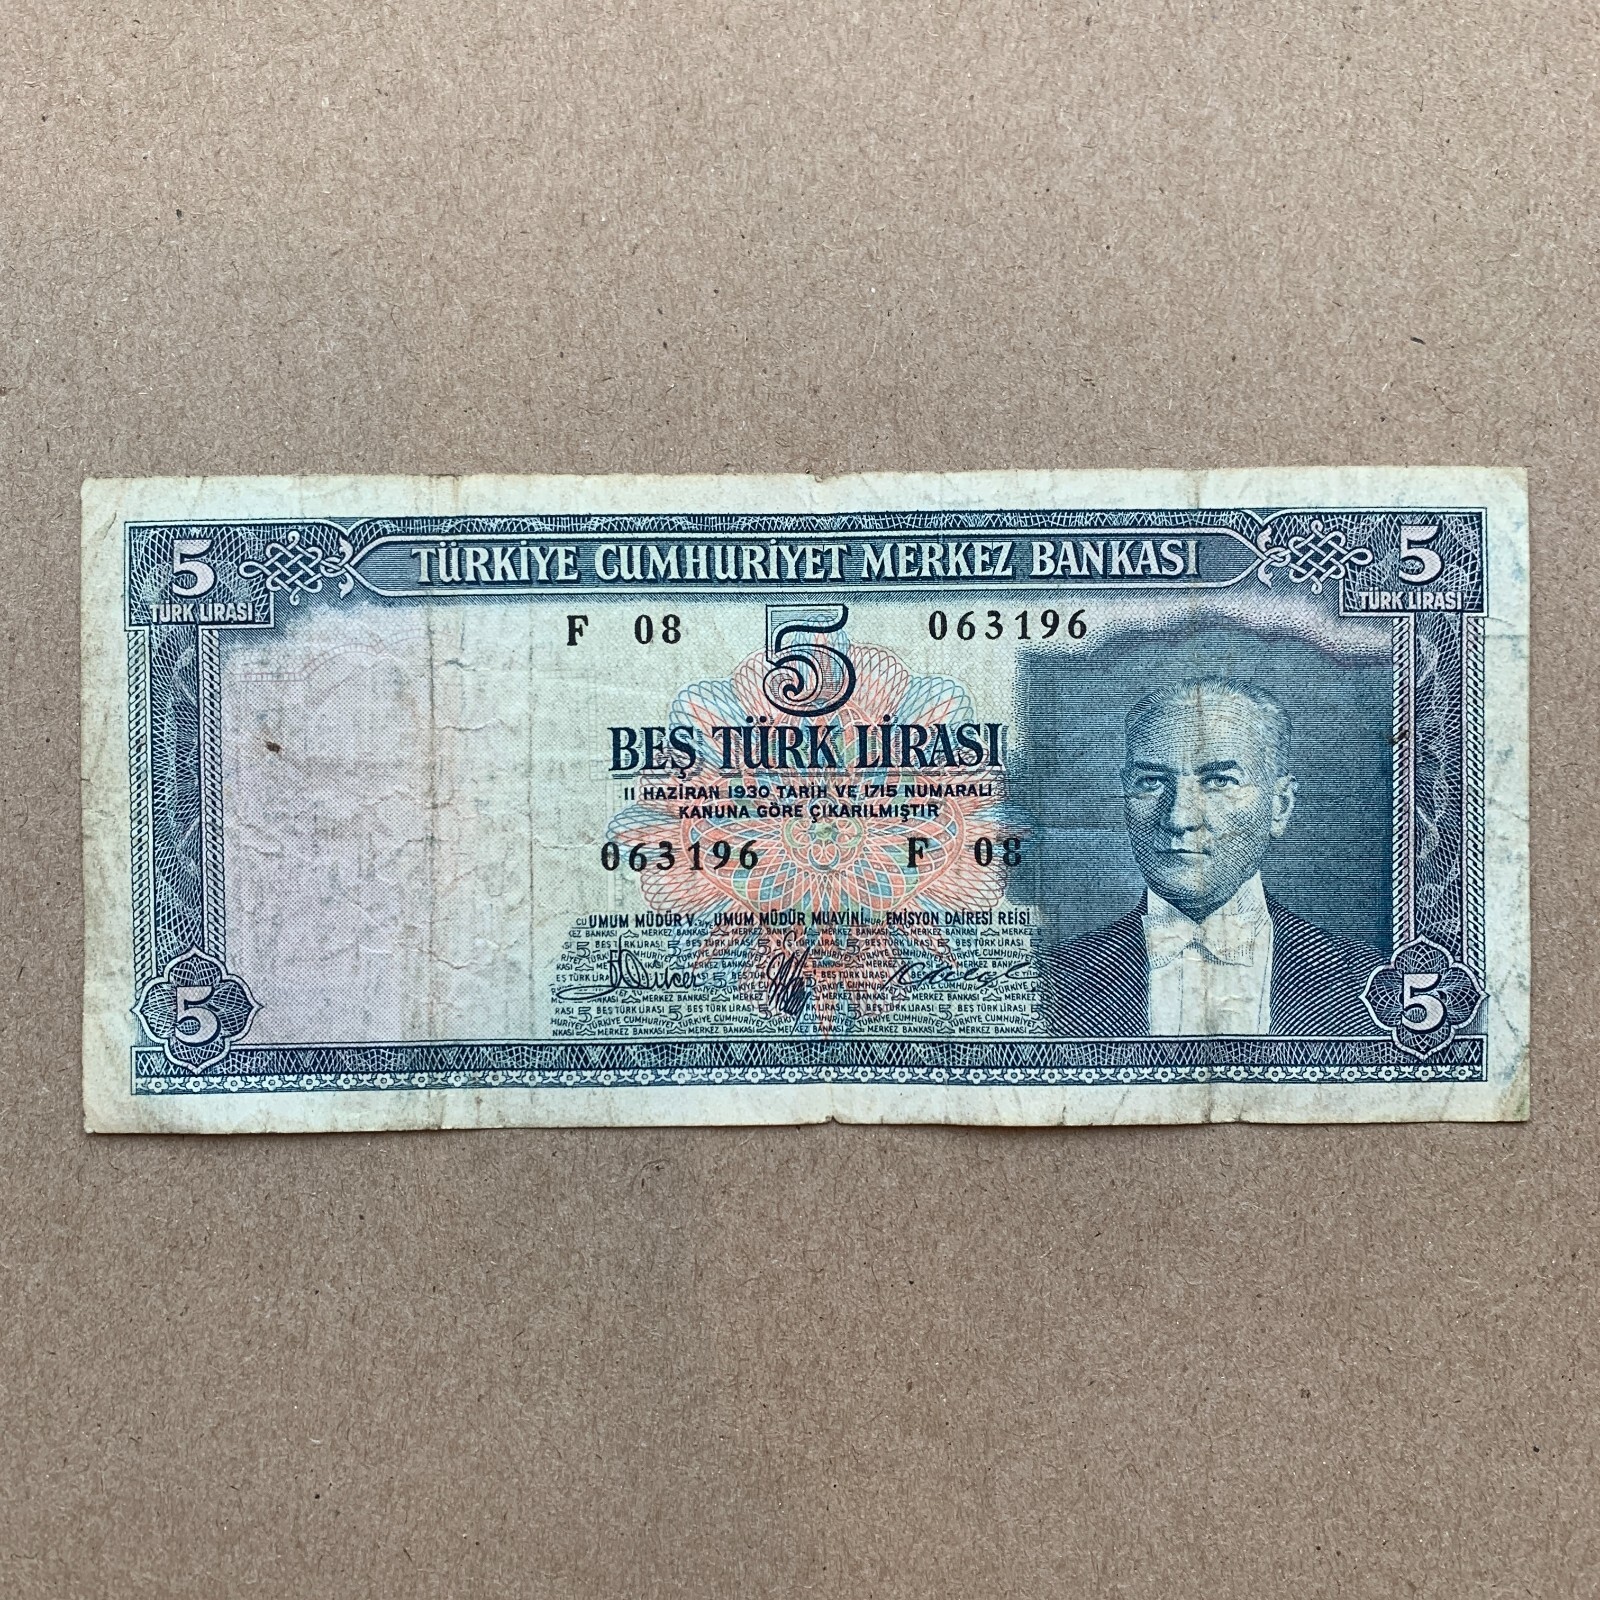 5 TÜRKİYE CUMHURİYET MERKEZ BANKASI 5
TÜRK LİRASI TÜRK LİRASI
F 08 5 063196
BEŞ TÜRK LİRASI
11 HAZİRAN 1930 TARİH VE 1715 NUMARALI
KANUNA GÖRE ÇIKARILMIŞTIR
063196 F 08
UMUM MÜDÜR V. UMUM MÜDÜR MUAVİNİ EMİSYON DAİRESİ REİSİ
5 5